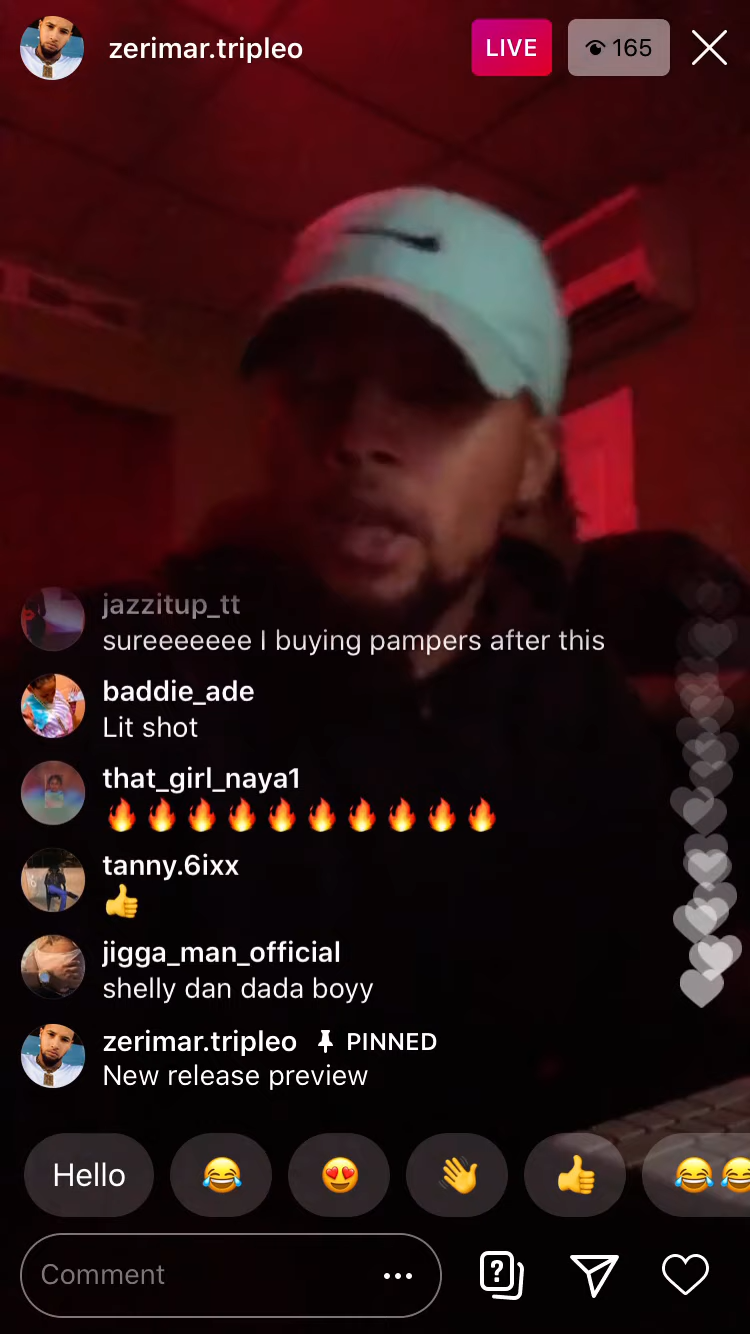 zerimar.tripleo
LIVE
165
jazzitup_tt
sureeeeeee I buying pampers after this
baddie_ade
Lit shot
that_girl_naya1
🔥🔥🔥🔥🔥🔥🔥🔥🔥🔥
tanny.6ixx
👍
jigga_man_official
shelly dan dada boyy
zerimar.tripleo PINNED
New release preview
Hello 😂 😍 👋 👍 😂😂
Comment